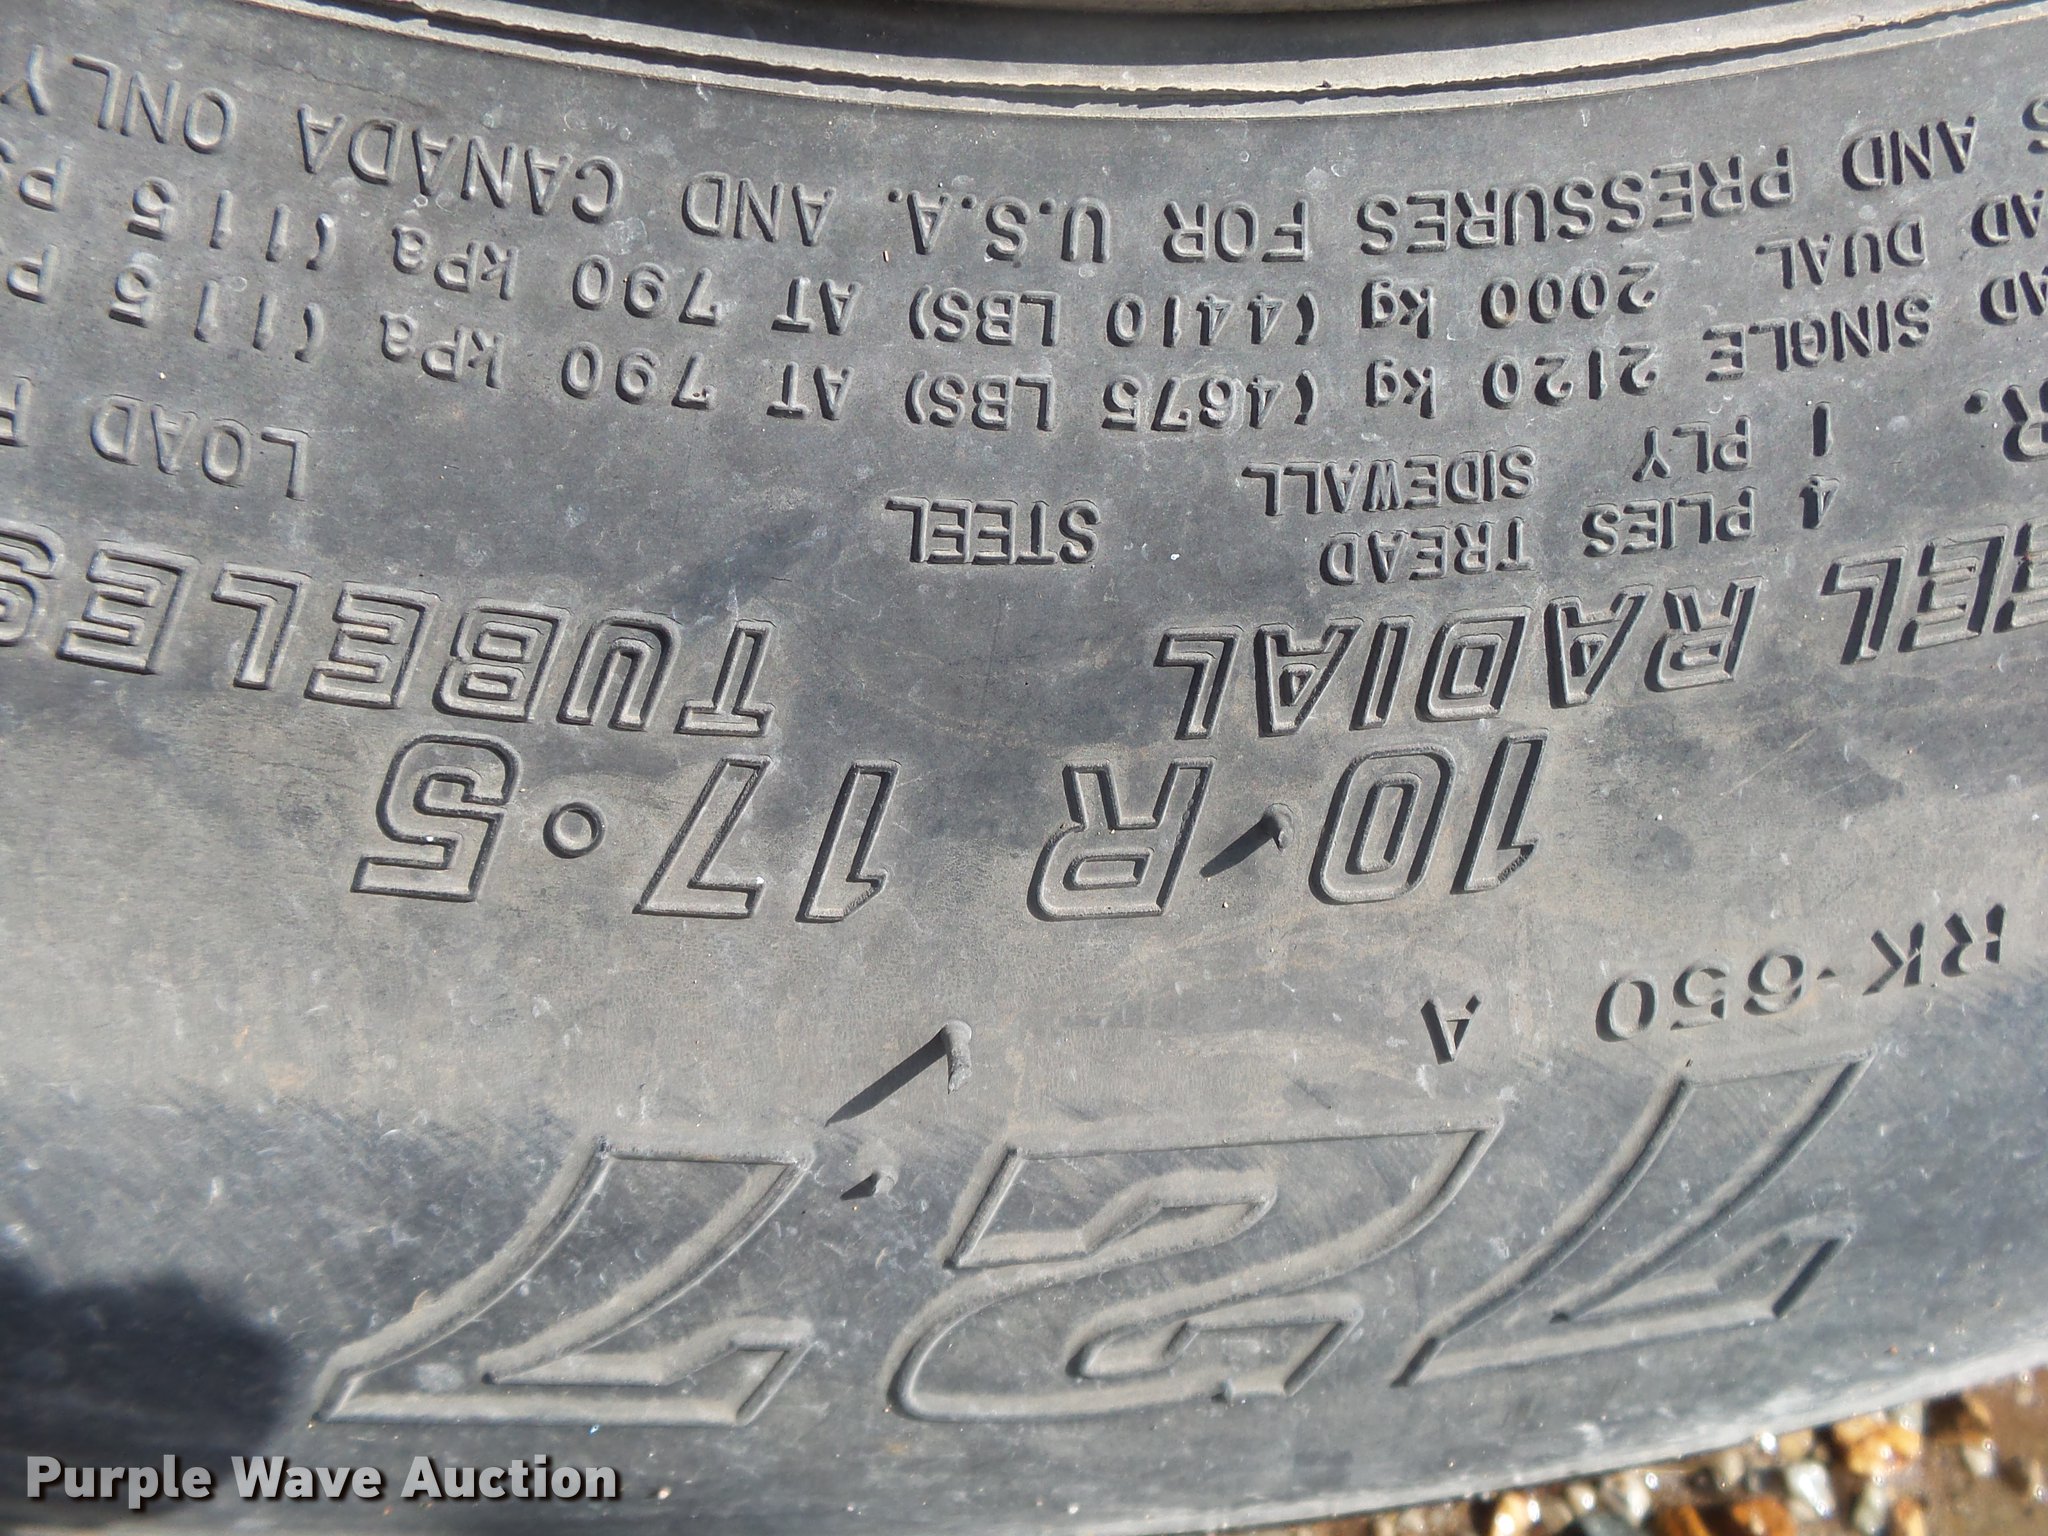 727
RK-650 A
10 R 17.5
EEL RADIAL TUBELES
4 PLIES TREAD STEEL
1 PLY SIDEWALL
R. LOAD
AD SINGLE 2120 kg (4675 LBS) AT 790 kPa (115 P
AD DUAL 2000 kg (4410 LBS) AT 790 kPa (115 PS
S AND PRESSURES FOR U.S.A. AND CANADA ONLY
Purple Wave Auction